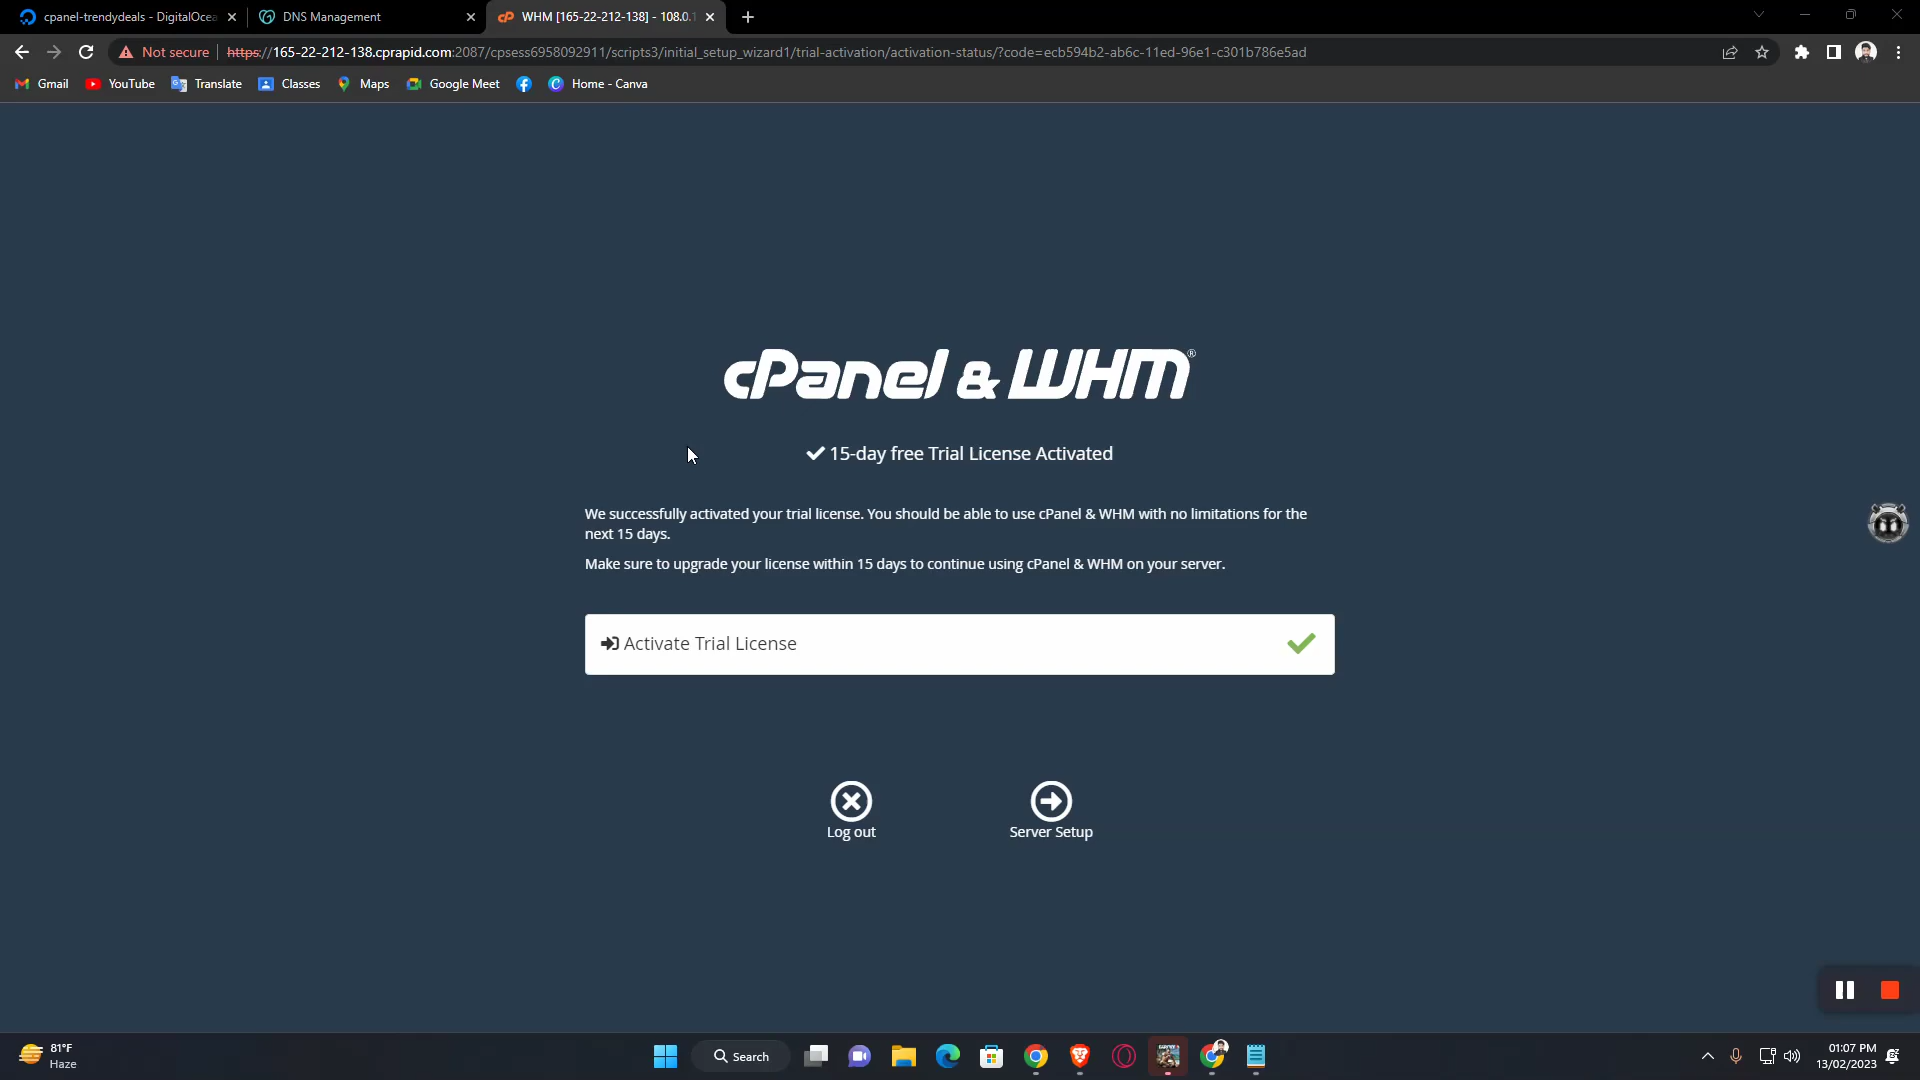 cpanel-trendydeals - DigitalOcea
DNS Management
WHM [165-22-212-138] - 108.0.1
Not secure
https://165-22-212-138.cprapid.com:2087/cpsess6958092911/scripts3/initial_setup_wizard1/trial-activation/activation-status/?code=ecb594b2-ab6c-11ed-96e1-c301b786e5ad
Gmail
YouTube
Translate
Classes
Maps
Google Meet
Home - Canva
cPanel & WHM®
15-day free Trial License Activated
We successfully activated your trial license. You should be able to use cPanel & WHM with no limitations for the
next 15 days.
Make sure to upgrade your license within 15 days to continue using cPanel & WHM on your server.
Activate Trial License
Log out
Server Setup
81°F
Haze
Search
01:07 PM
13/02/2023